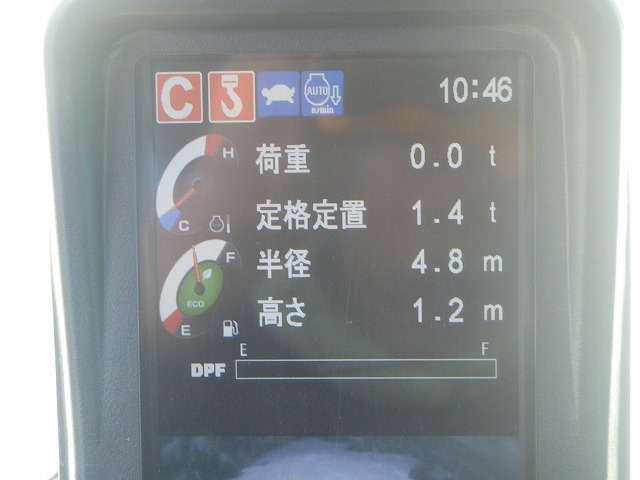 C AUTO n/min 10:46
H
荷重 0.0 t
C
定格定置 1.4 t
F
半径 4.8 m
ECO
高さ 1.2 m
E
E F
DPF